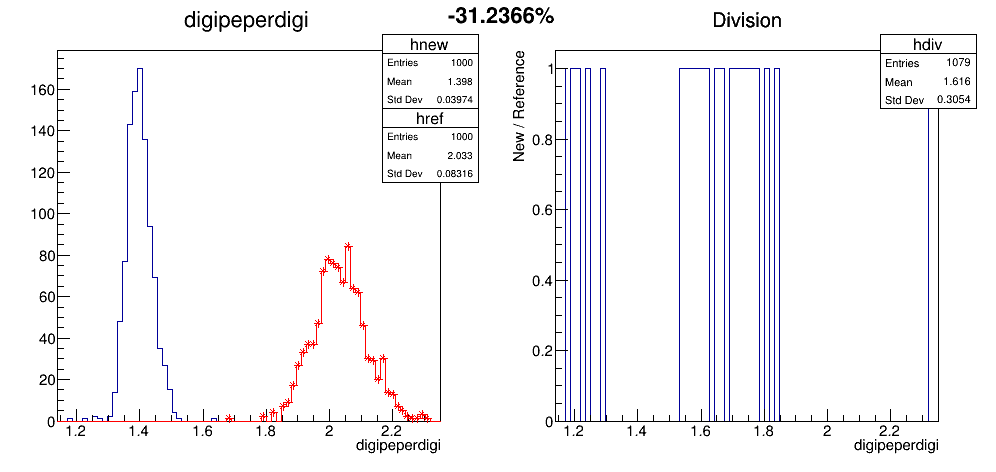 digipeperdigi
-31.2366%
Division
hnew
Entries 1000
Mean 1.398
Std Dev 0.03974
href
Entries 1000
Mean 2.033
Std Dev 0.08316
160
140
120
100
80
60
40
20
0
1.2 1.4 1.6 1.8 2 2.2
digipeperdigi
hdiv
Entries 1079
Mean 1.616
Std Dev 0.3054
New / Reference
1
0.8
0.6
0.4
0.2
0
1.2 1.4 1.6 1.8 2 2.2
digipeperdigi